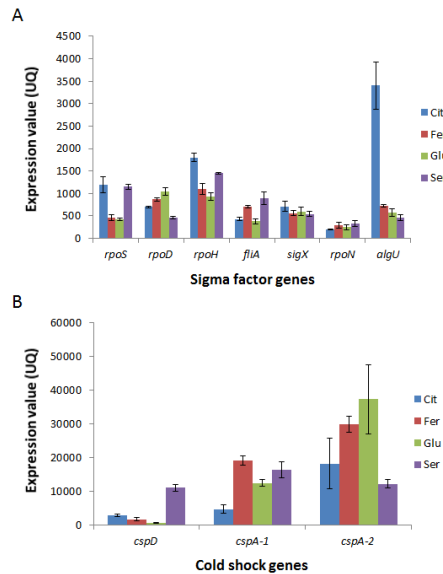 A
Expression value (UQ)
4500
4000
3500
3000
2500
2000
1500
1000
500
0
rpoS rpoD rpoH fliA sigX rpoN algU
Sigma factor genes
Cit
Fe
Glu
Se
B
Expression value (UQ)
60000
50000
40000
30000
20000
10000
0
cspD cspA-1 cspA-2
Cold shock genes
Cit
Fer
Glu
Ser